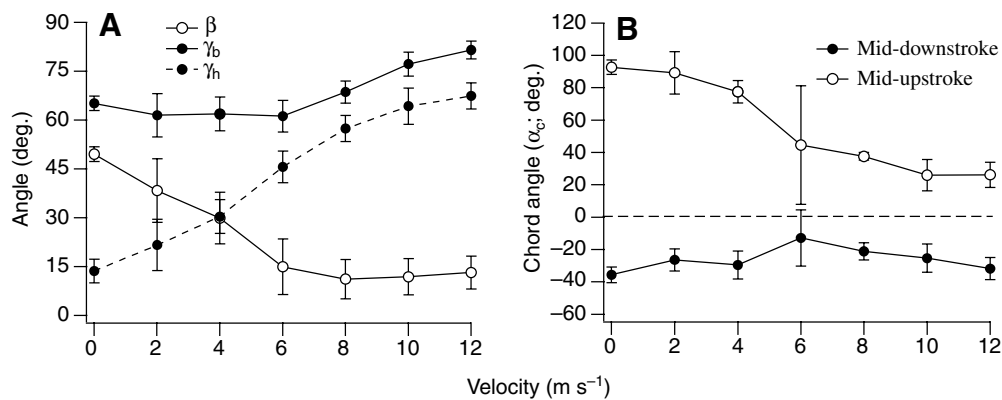 A
β
γb
γh
90
75
60
45
30
15
0
Angle (deg.)
0 2 4 6 8 10 12
B
Mid-downstroke
Mid-upstroke
100
80
60
40
20
0
−20
−40
−60
Chord angle (αc; deg.)
0 2 4 6 8 10 12
Velocity (m s−1)